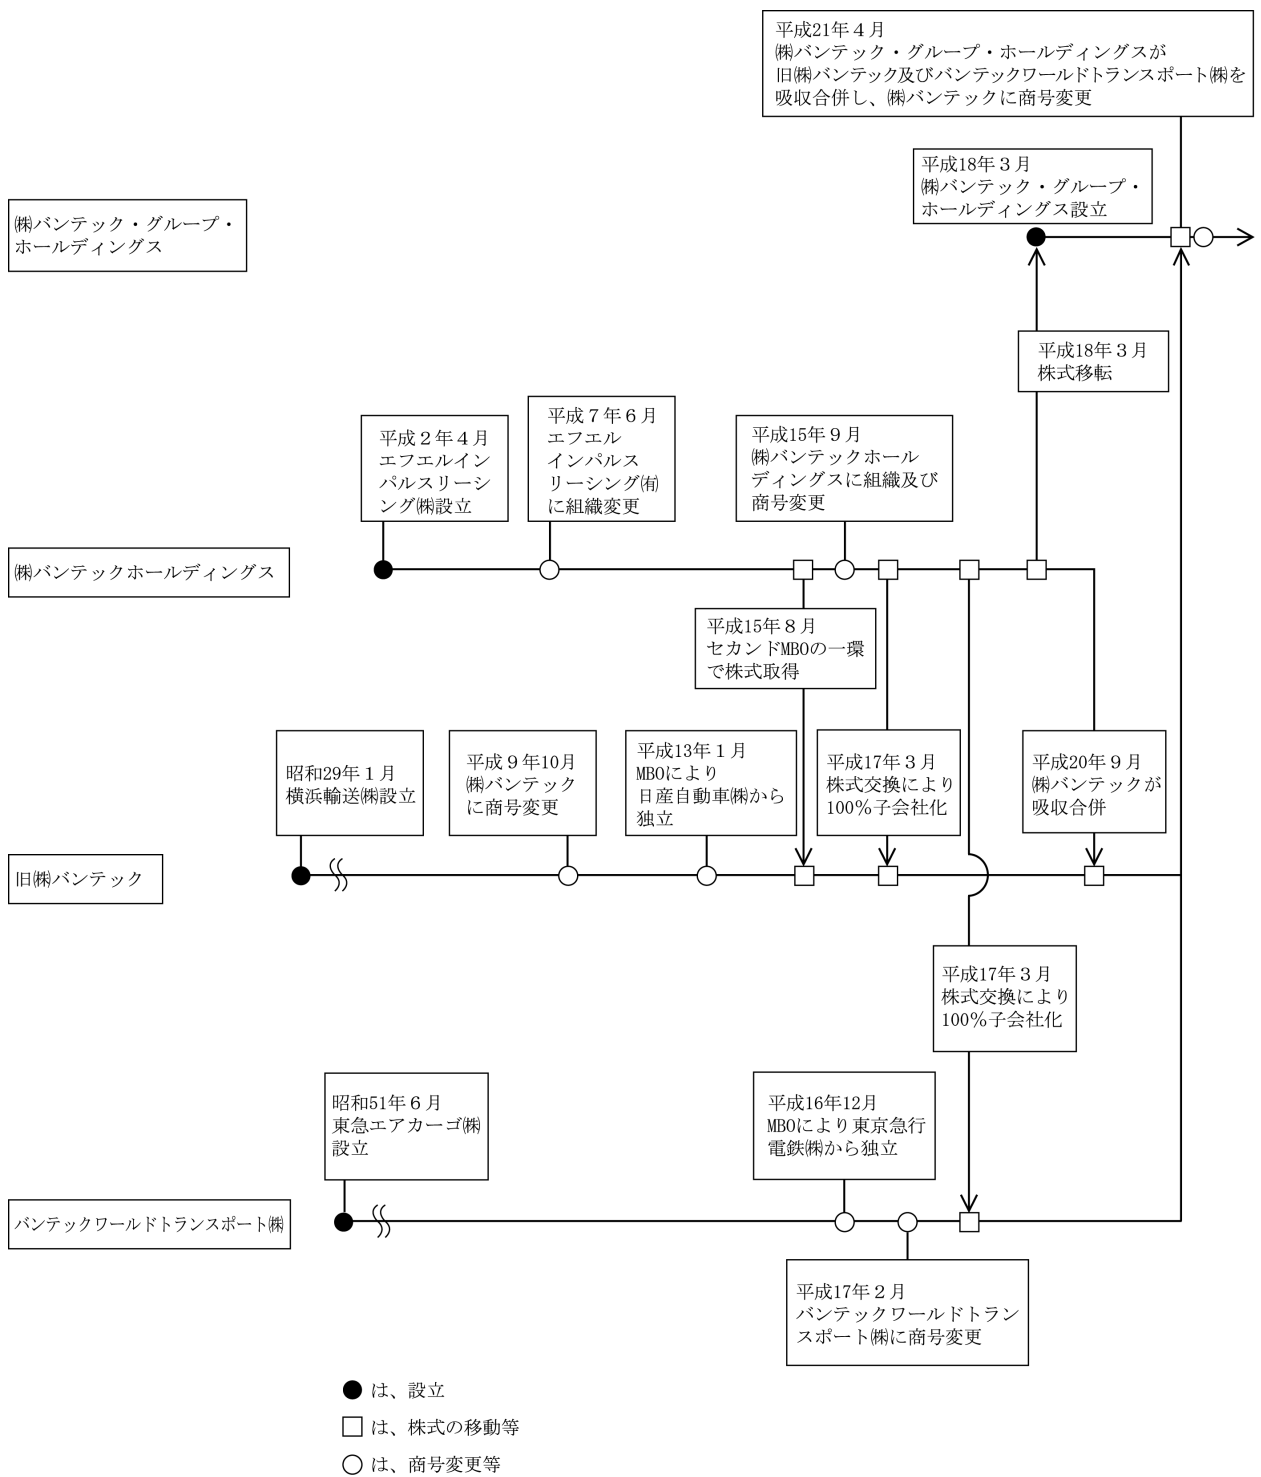 平成21年４月
㈱バンテック・グループ・ホールディングスが
旧㈱バンテック及びバンテックワールドトランスポート㈱を
吸収合併し、㈱バンテックに商号変更
平成18年３月
㈱バンテック・グループ・
ホールディングス設立
㈱バンテック・グループ・
ホールディングス
平成18年３月
株式移転
平成２年４月
エフエルイン
パルスリーシ
ング㈱設立
平成７年６月
エフエル
インパルス
リーシング㈲
に組織変更
平成15年９月
㈱バンテックホール
ディングスに組織及び
商号変更
㈱バンテックホールディングス
平成15年８月
セカンドMBOの一環
で株式取得
昭和29年１月
横浜輸送㈱設立
平成９年10月
㈱バンテック
に商号変更
平成13年１月
MBOにより
日産自動車㈱から
独立
平成17年３月
株式交換により
100％子会社化
平成20年９月
㈱バンテックが
吸収合併
旧㈱バンテック
平成17年３月
株式交換により
100％子会社化
昭和51年６月
東急エアカーゴ㈱
設立
平成16年12月
MBOにより東京急行
電鉄㈱から独立
バンテックワールドトランスポート㈱
平成17年２月
バンテックワールドトラン
スポート㈱に商号変更
は、設立
は、株式の移動等
は、商号変更等